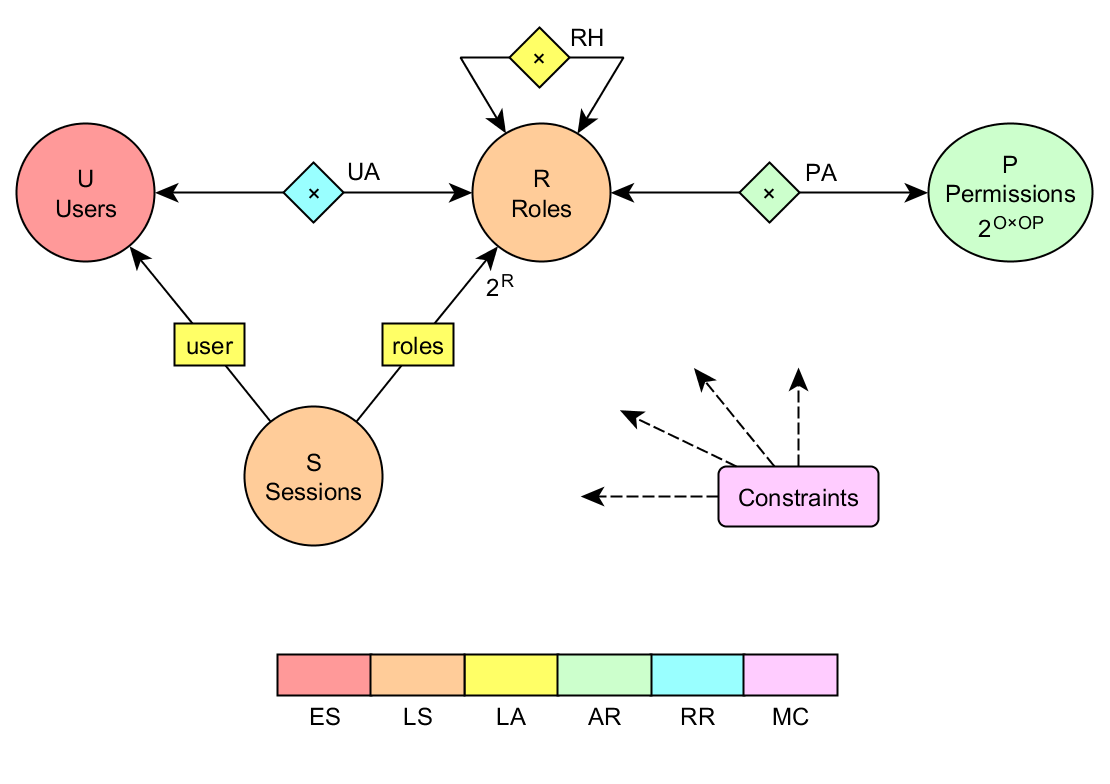 RH
×
U
Users
UA
×
R
Roles
PA
×
P
Permissions
2^{O×OP}
2^{R}
user
roles
S
Sessions
Constraints
ES LS LA AR RR MC